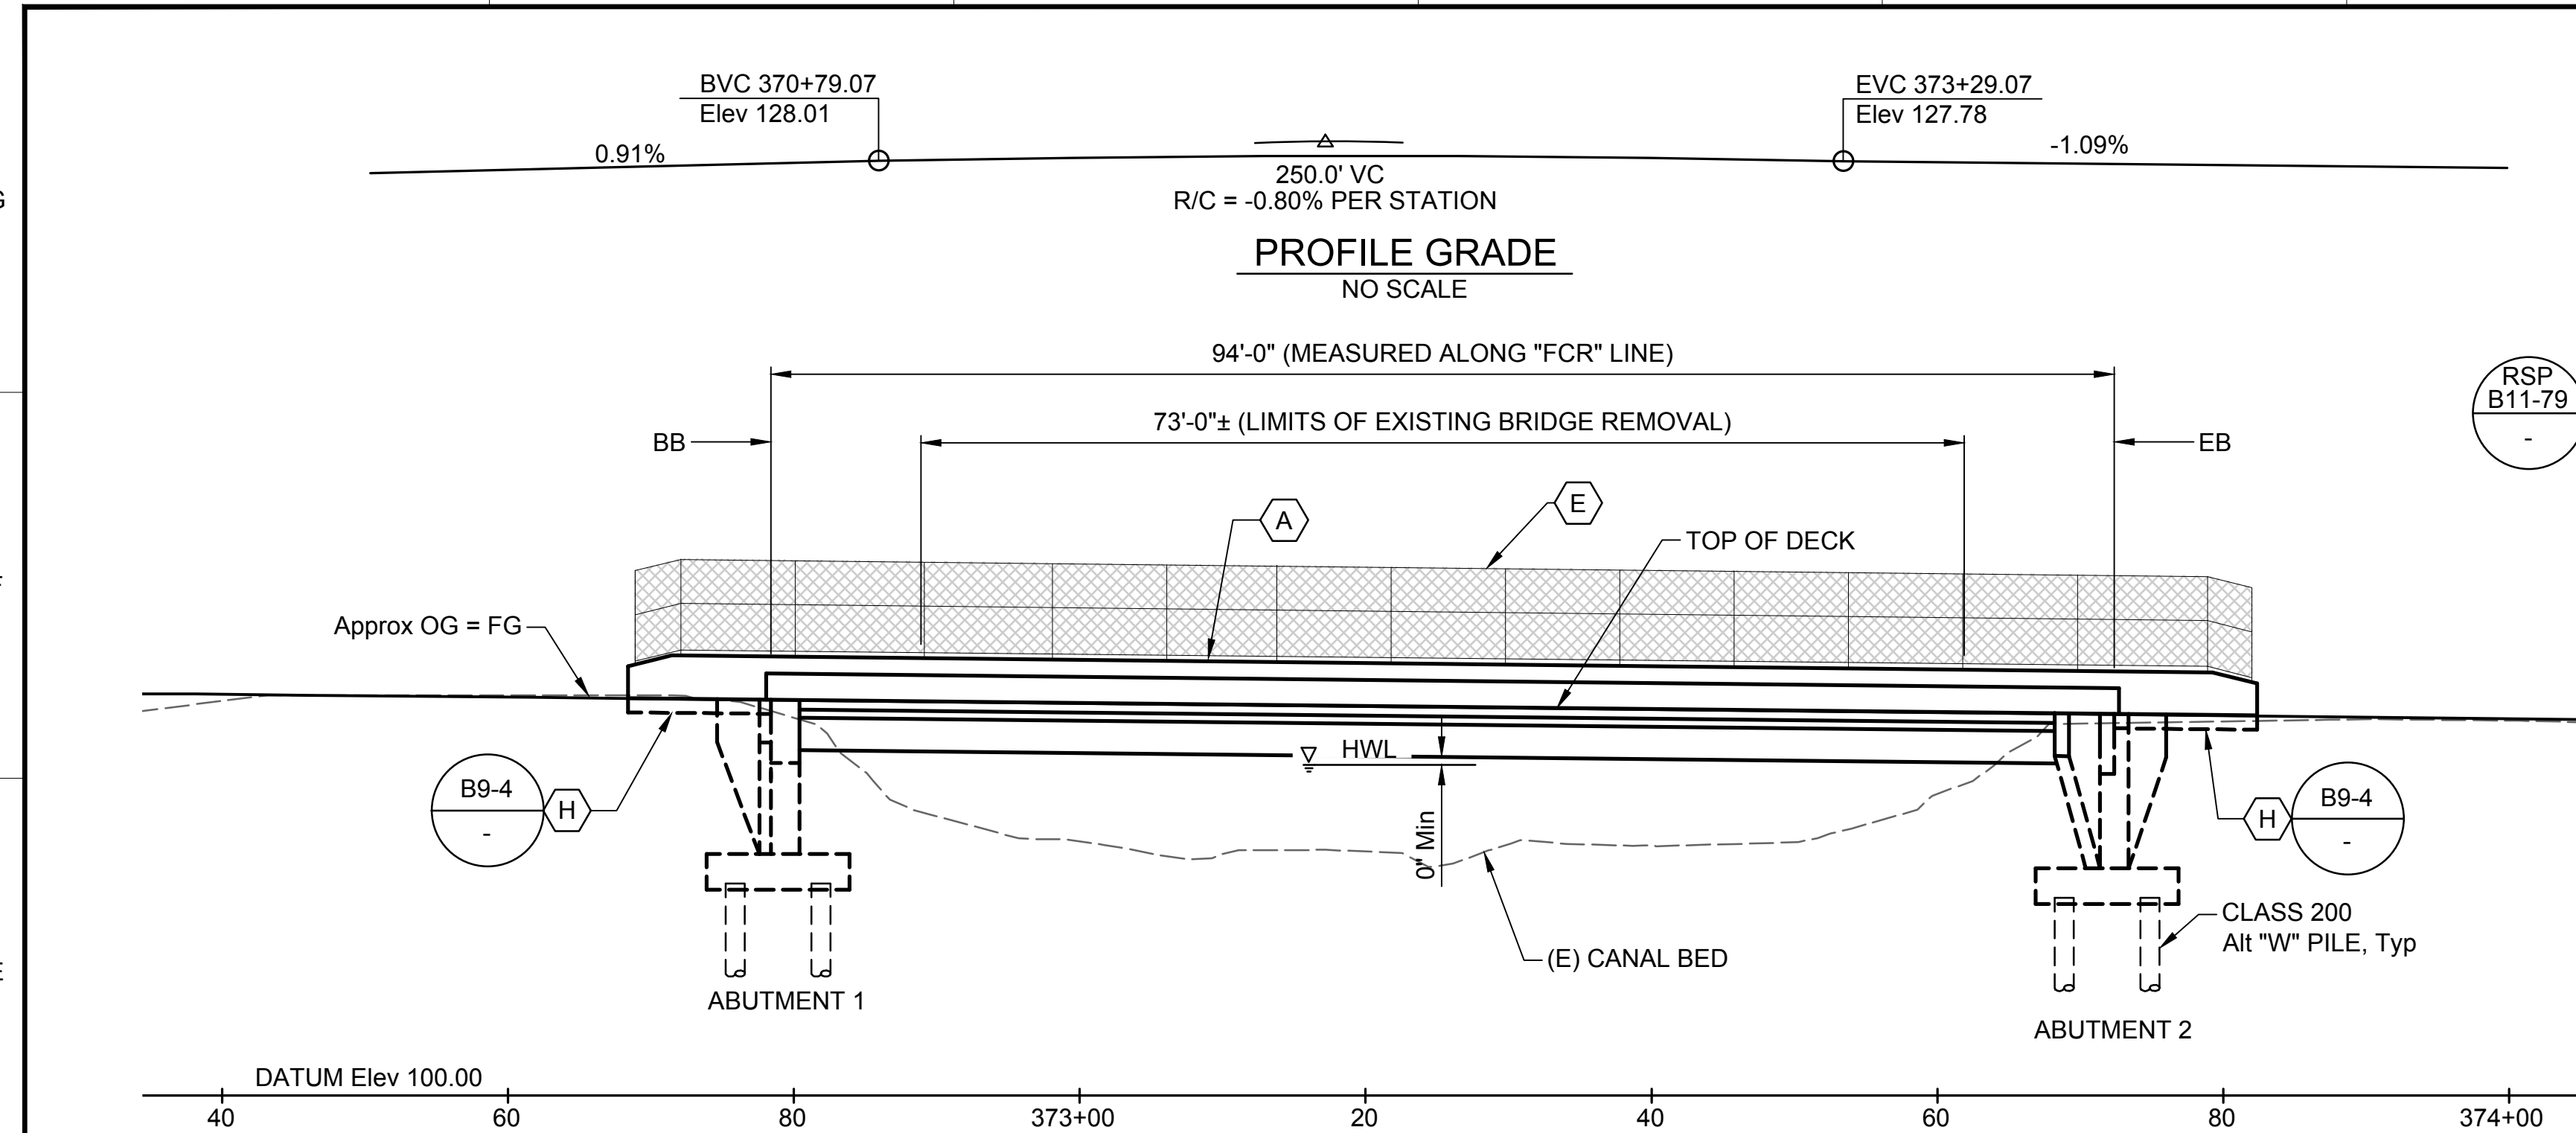 BVC 370+79.07
Elev 128.01
EVC 373+29.07
Elev 127.78
0.91%
-1.09%
250.0' VC
R/C = -0.80% PER STATION
PROFILE GRADE
NO SCALE
94'-0" (MEASURED ALONG "FCR" LINE)
RSP
B11-79
-
73'-0"± (LIMITS OF EXISTING BRIDGE REMOVAL)
BB
EB
E
A
TOP OF DECK
Approx OG = FG
HWL
B9-4
-
H
0" Min
H
B9-4
-
CLASS 200
Alt "W" PILE, Typ
(E) CANAL BED
ABUTMENT 1
ABUTMENT 2
DATUM Elev 100.00
40
60
80
373+00
20
40
60
80
374+00